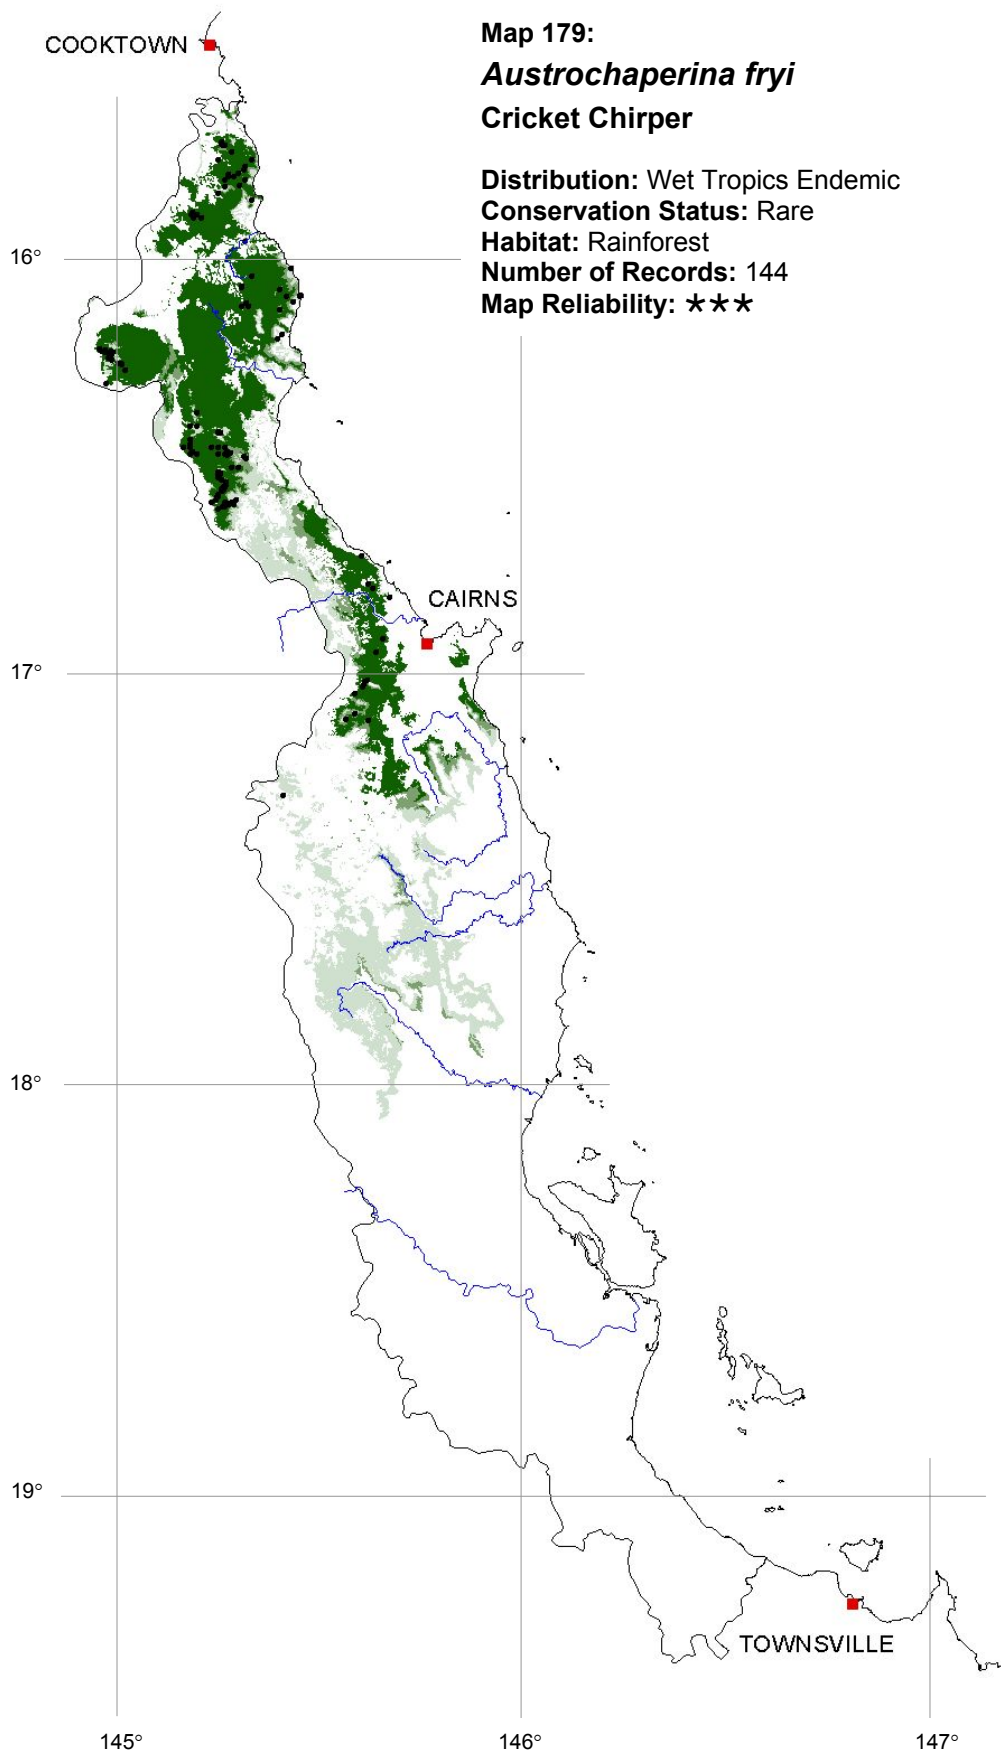 COOKTOWN
Map 179:
Austrochaperina fryi
Cricket Chirper
Distribution: Wet Tropics Endemic
Conservation Status: Rare
Habitat: Rainforest
Number of Records: 144
Map Reliability: ***
16°
CAIRNS
17°
18°
19°
TOWNSVILLE
145°
146°
147°